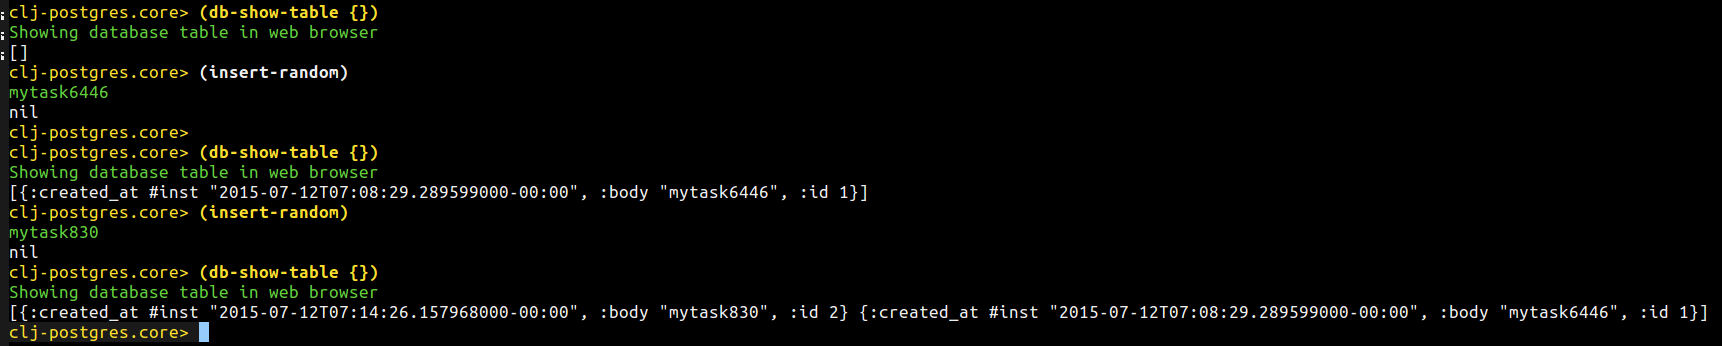 clj-postgres.core> (db-show-table {})
Showing database table in web browser
[]
clj-postgres.core> (insert-random)
mytask6446
nil
clj-postgres.core>
clj-postgres.core> (db-show-table {})
Showing database table in web browser
[{:created_at #inst "2015-07-12T07:08:29.289599000-00:00", :body "mytask6446", :id 1}]
clj-postgres.core> (insert-random)
mytask830
nil
clj-postgres.core> (db-show-table {})
Showing database table in web browser
[{:created_at #inst "2015-07-12T07:14:26.157968000-00:00", :body "mytask830", :id 2} {:created_at #inst "2015-07-12T07:08:29.289599000-00:00", :body "mytask6446", :id 1}]
clj-postgres.core>